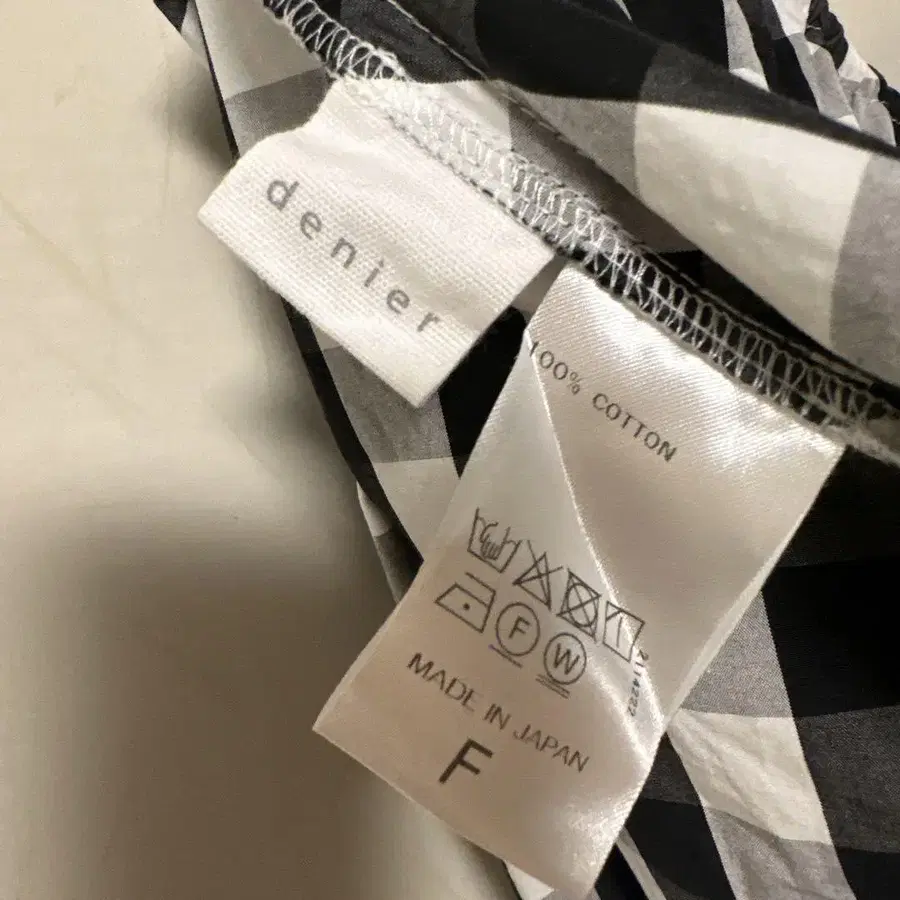 denier
100% COTTON
F W
MADE IN JAPAN
F